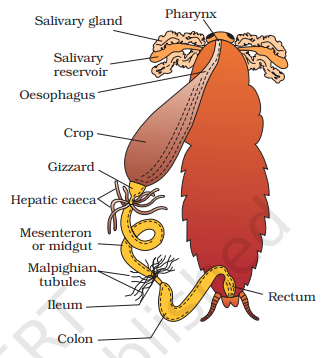 Pharynx
Salivary gland
Salivary
reservoir
Oesophagus
Crop
Gizzard
Hepatic caeca
Mesenteron
or midgut
Malpighian
tubules
Ileum
Rectum
Colon